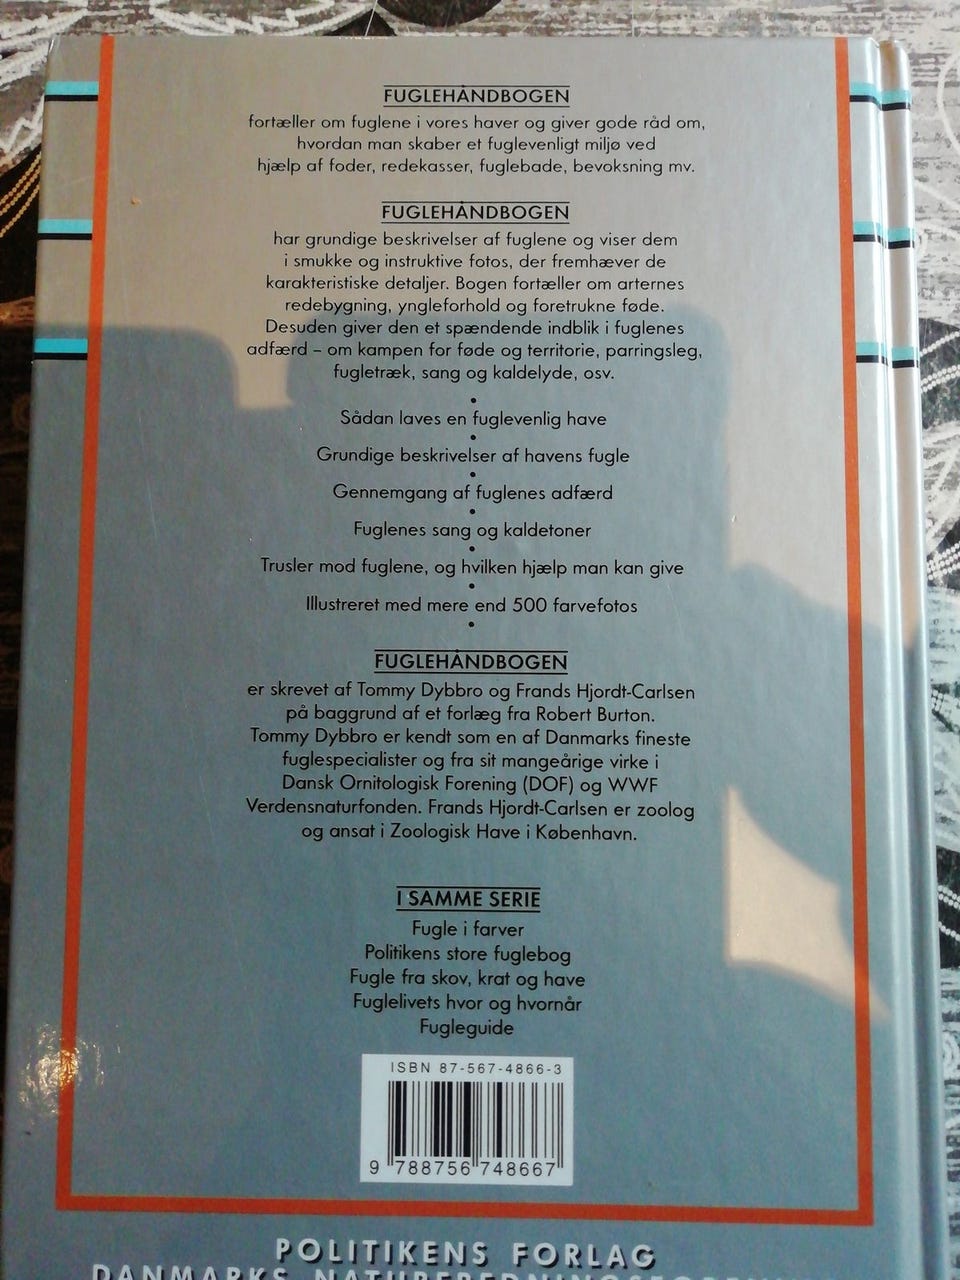 FUGLEHÅNDBOGEN
fortæller om fuglene i vores haver og giver gode råd om,
hvordan man skaber et fuglevenligt miljø ved
hjælp af foder, redekasser, fuglebade, bevoksning mv.
FUGLEHÅNDBOGEN
har grundige beskrivelser af fuglene og viser dem
i smukke og instruktive fotos, der fremhæver de
karakteristiske detaljer. Bogen fortæller om arternes
redebygning, yngleforhold og foretrukne føde.
Desuden giver den et spændende indblik i fuglenes
adfærd – om kampen for føde og territorie, parringsleg,
fugletræk, sang og kaldelyde, osv.
•
Sådan laves en fuglevenlig have
•
Grundige beskrivelser af havens fugle
•
Gennemgang af fuglenes adfærd
•
Fuglenes sang og kaldetoner
•
Trusler mod fuglene, og hvilken hjælp man kan give
•
Illustreret med mere end 500 farvefotos
•
FUGLEHÅNDBOGEN
er skrevet af Tommy Dybbro og Frands Hjordt-Carlsen
på baggrund af et forlæg fra Robert Burton.
Tommy Dybbro er kendt som en af Danmarks fineste
fuglespecialister og fra sit mangeårige virke i
Dansk Ornitologisk Forening (DOF) og WWF
Verdensnaturfonden. Frands Hjordt-Carlsen er zoolog
og ansat i Zoologisk Have i København.
I SAMME SERIE
Fugle i farver
Politikens store fuglebog
Fugle fra skov, krat og have
Fuglelivets hvor og hvornår
Fugleguide
ISBN 87-567-4866-3
9 788756 748667
POLITIKENS FORLAG
DANMARKS